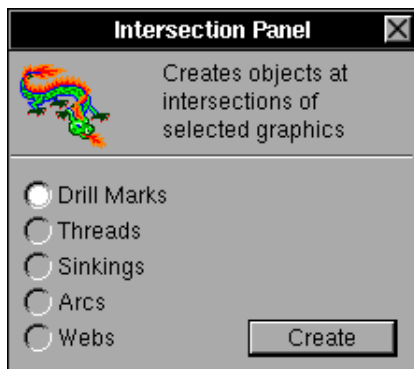 Intersection Panel
Creates objects at
intersections of
selected graphics
Drill Marks
Threads
Sinkings
Arcs
Webs
Create